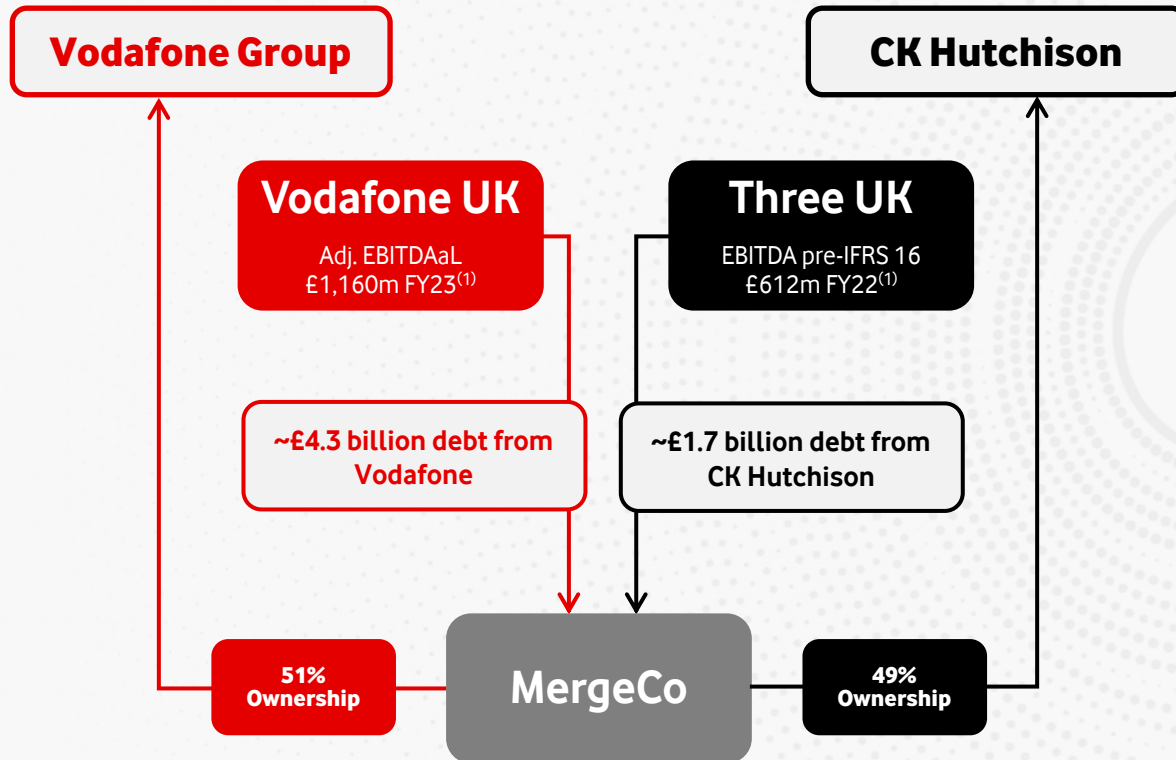 Vodafone Group
CK Hutchison
Vodafone UK
Adj. EBITDAaL
£1,160m FY23(1)
Three UK
EBITDA pre-IFRS 16
£612m FY22(1)
~£4.3 billion debt from
Vodafone
~£1.7 billion debt from
CK Hutchison
51%
Ownership
MergeCo
49%
Ownership